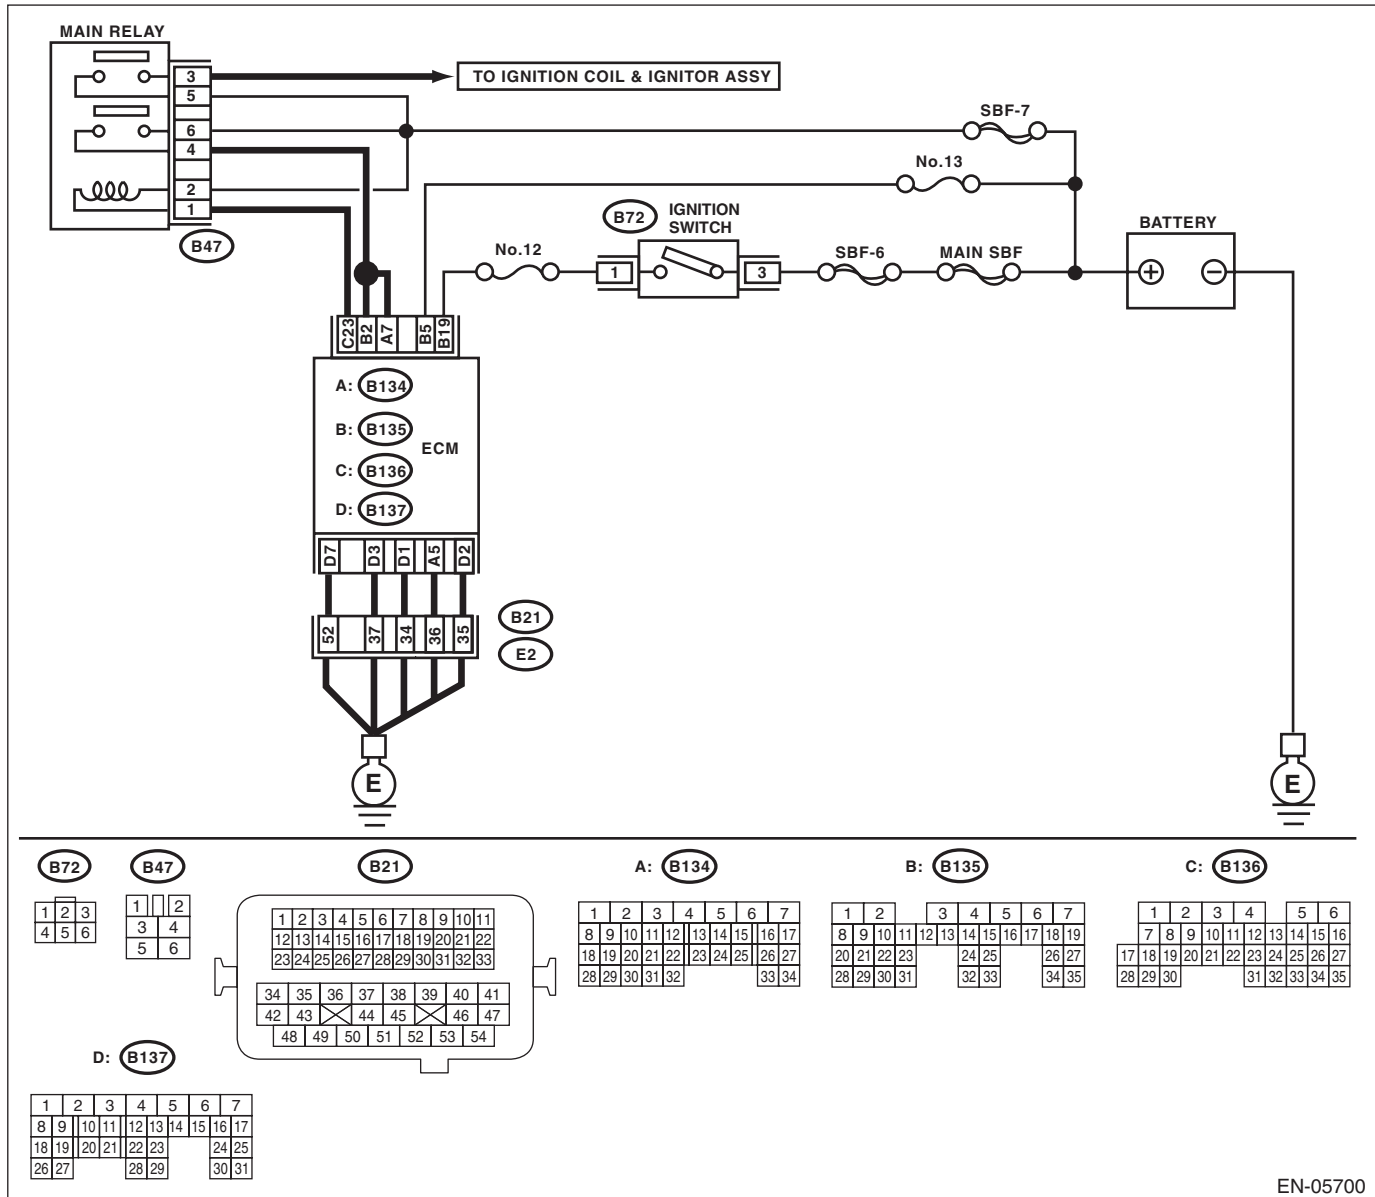 MAIN RELAY
3
5
6
4
2
1
B47
TO IGNITION COIL & IGNITOR ASSY
SBF-7
No.13
B72
IGNITION
SWITCH
No.12
1
3
SBF-6
MAIN SBF
BATTERY
+
−
C23
B2
A7
B5
B19
A: B134
B: B135
C: B136
D: B137
ECM
D7
D3
D1
A5
D2
52
37
34
36
35
B21
E2
E
E
B72
1 2 3
4 5 6
B47
1 2
3 4
5 6
B21
1 2 3 4 5 6 7 8 9 10 11
12 13 14 15 16 17 18 19 20 21 22
23 24 25 26 27 28 29 30 31 32 33
34 35 36 37 38 39 40 41
42 43 44 45 46 47
48 49 50 51 52 53 54
A: B134
1 2 3 4 5 6 7
8 9 10 11 12 13 14 15 16 17
18 19 20 21 22 23 24 25 26 27
28 29 30 31 32 33 34
B: B135
1 2 3 4 5 6 7
8 9 10 11 12 13 14 15 16 17 18 19
20 21 22 23 24 25 26 27
28 29 30 31 32 33 34 35
C: B136
1 2 3 4 5 6
7 8 9 10 11 12 13 14 15 16
17 18 19 20 21 22 23 24 25 26 27
28 29 30 31 32 33 34 35
D: B137
1 2 3 4 5 6 7
8 9 10 11 12 13 14 15 16 17
18 19 20 21 22 23 24 25
26 27 28 29 30 31
EN-05700